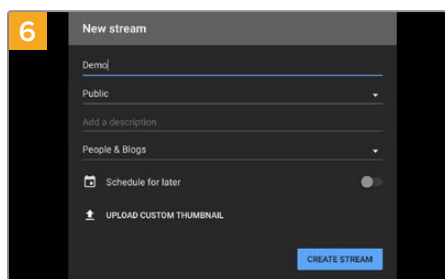 6
New stream
Demo
Public
Add a description
People & Blogs
Schedule for later
UPLOAD CUSTOM THUMBNAIL
CREATE STREAM